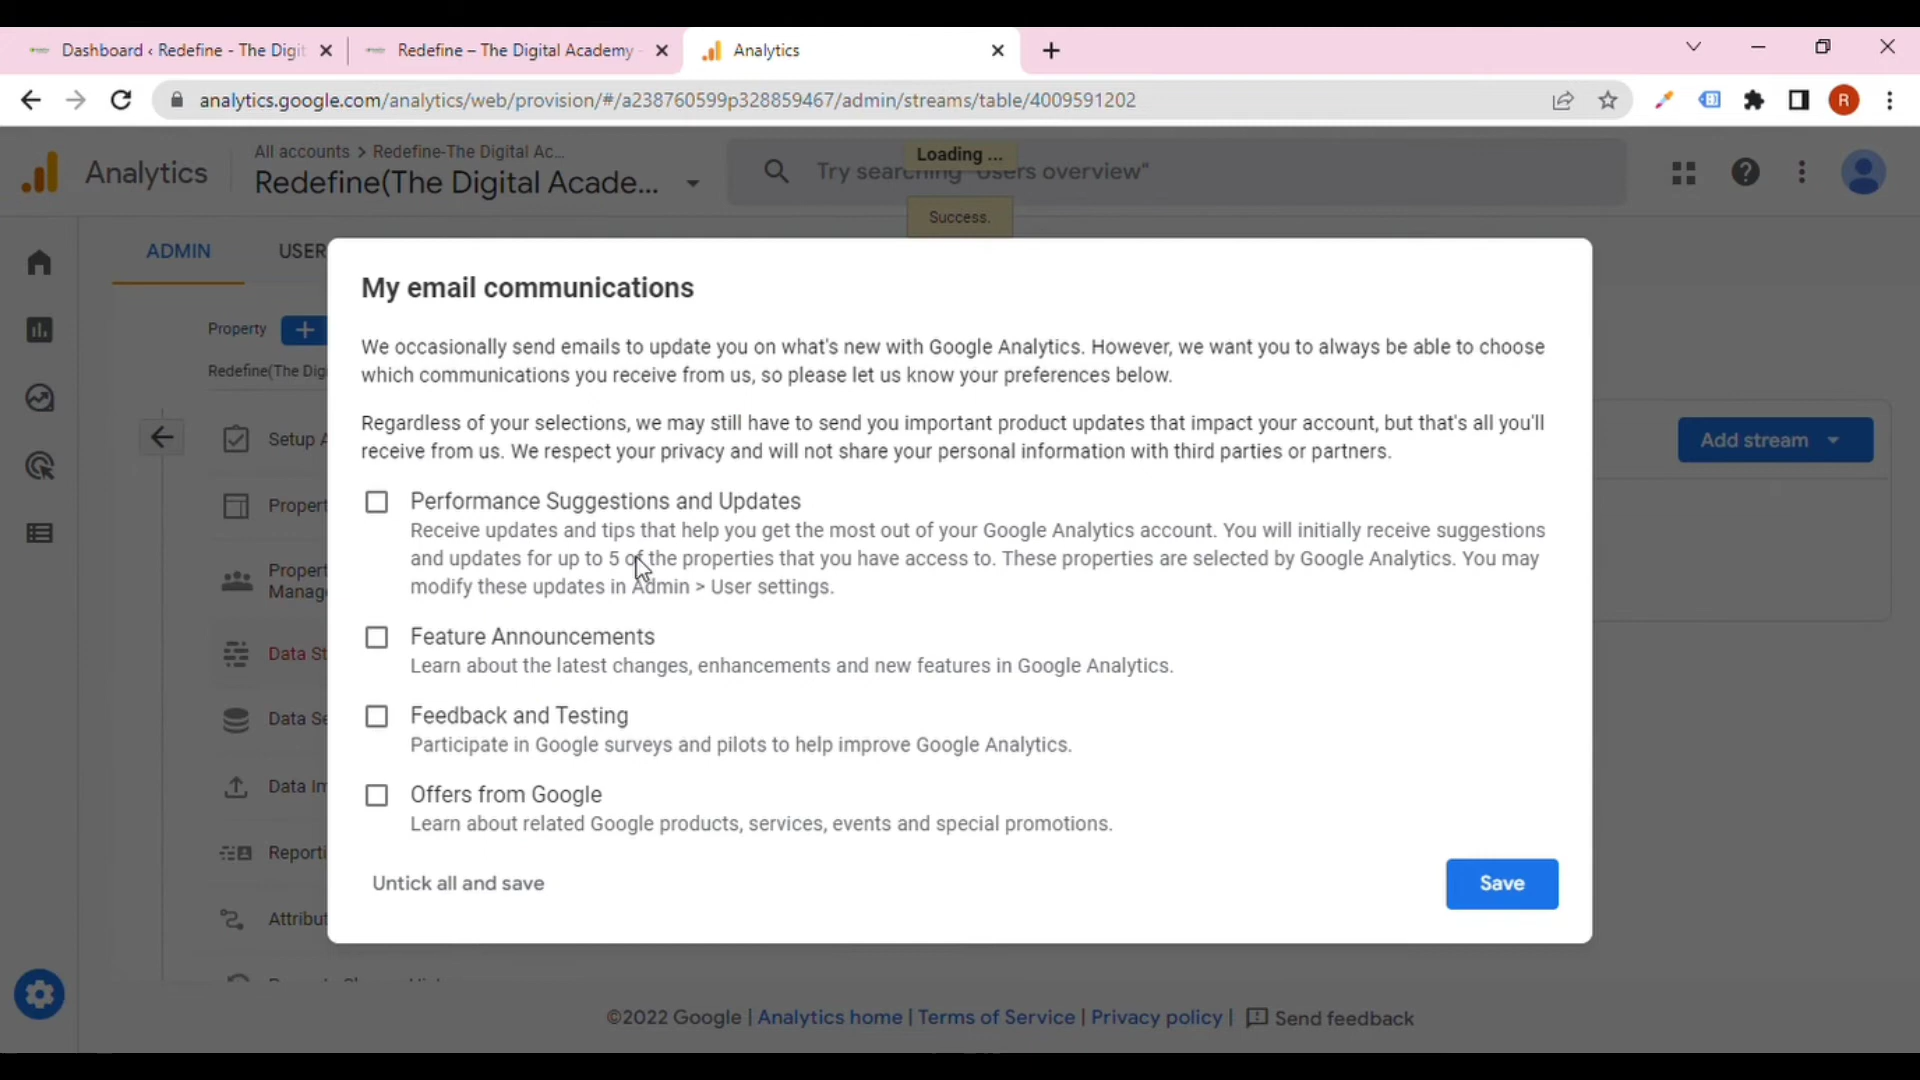 Dashboard ‹ Redefine - The Digit
Redefine – The Digital Academy
Analytics
analytics.google.com/analytics/web/provision/#/a238760599p328859467/admin/streams/table/4009591202
R
Analytics
All accounts > Redefine-The Digital Ac...
Redefine(The Digital Acade...
Try searching "Users overview"
Loading ...
Success.
ADMIN
USER
Property
Redefine(The Dig
Setup A
Propert
Propert
Manag
Data St
Data Se
Data Im
Reporti
Attribut
Add stream
My email communications
We occasionally send emails to update you on what's new with Google Analytics. However, we want you to always be able to choose
which communications you receive from us, so please let us know your preferences below.
Regardless of your selections, we may still have to send you important product updates that impact your account, but that's all you'll
receive from us. We respect your privacy and will not share your personal information with third parties or partners.
Performance Suggestions and Updates
Receive updates and tips that help you get the most out of your Google Analytics account. You will initially receive suggestions
and updates for up to 5 of the properties that you have access to. These properties are selected by Google Analytics. You may
modify these updates in Admin > User settings.
Feature Announcements
Learn about the latest changes, enhancements and new features in Google Analytics.
Feedback and Testing
Participate in Google surveys and pilots to help improve Google Analytics.
Offers from Google
Learn about related Google products, services, events and special promotions.
Untick all and save
Save
©2022 Google | Analytics home | Terms of Service | Privacy policy | Send feedback